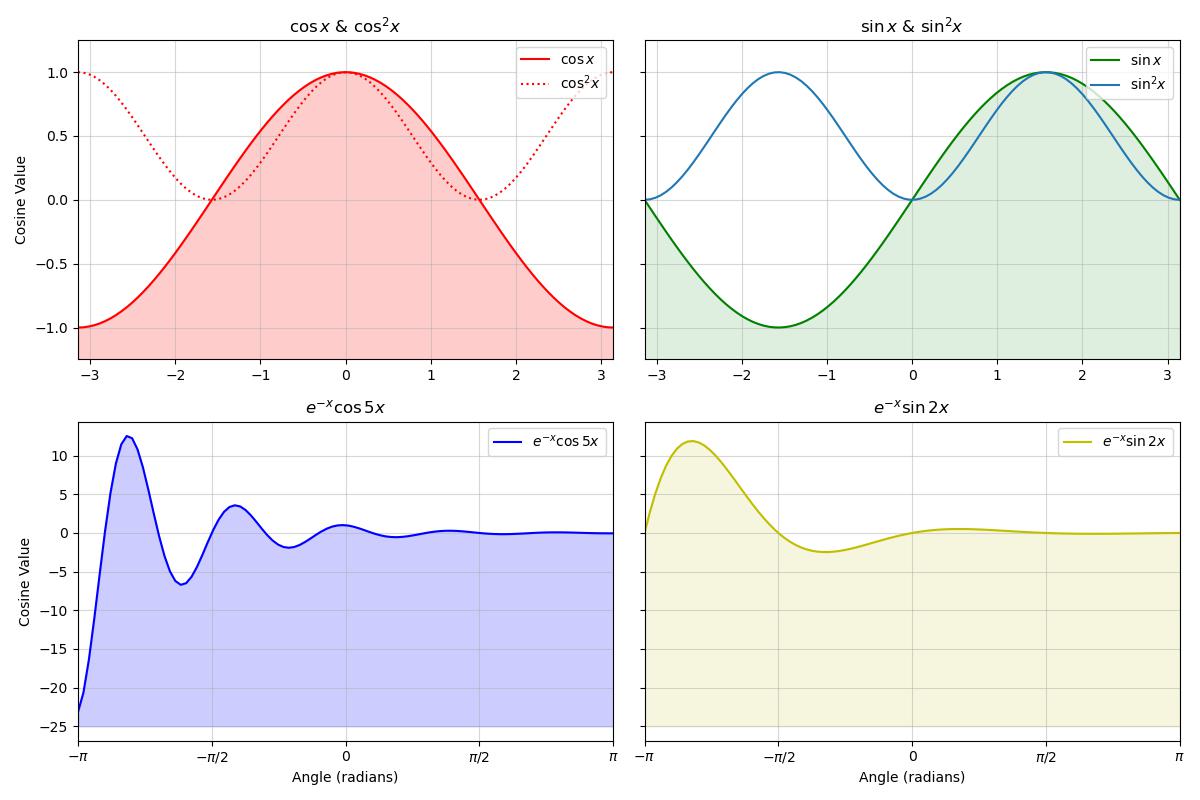 cos x & cos²x
sin x & sin²x
cos x
cos²x
sin x
sin²x
Cosine Value
1.0
0.5
0.0
−0.5
−1.0
−3 −2 −1 0 1 2 3
−3 −2 −1 0 1 2 3
e⁻ˣcos 5x
e⁻ˣsin 2x
e⁻ˣcos 5x
e⁻ˣsin 2x
Cosine Value
10
5
0
−5
−10
−15
−20
−25
−π −π/2 0 π/2 π
−π −π/2 0 π/2 π
Angle (radians)
Angle (radians)